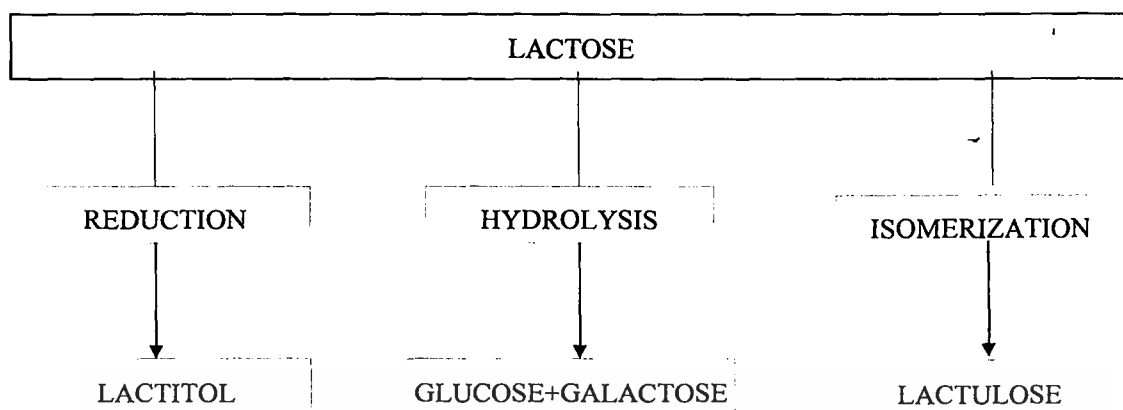 LACTOSE
REDUCTION
HYDROLYSIS
ISOMERIZATION
LACTITOL
GLUCOSE+GALACTOSE
LACTULOSE